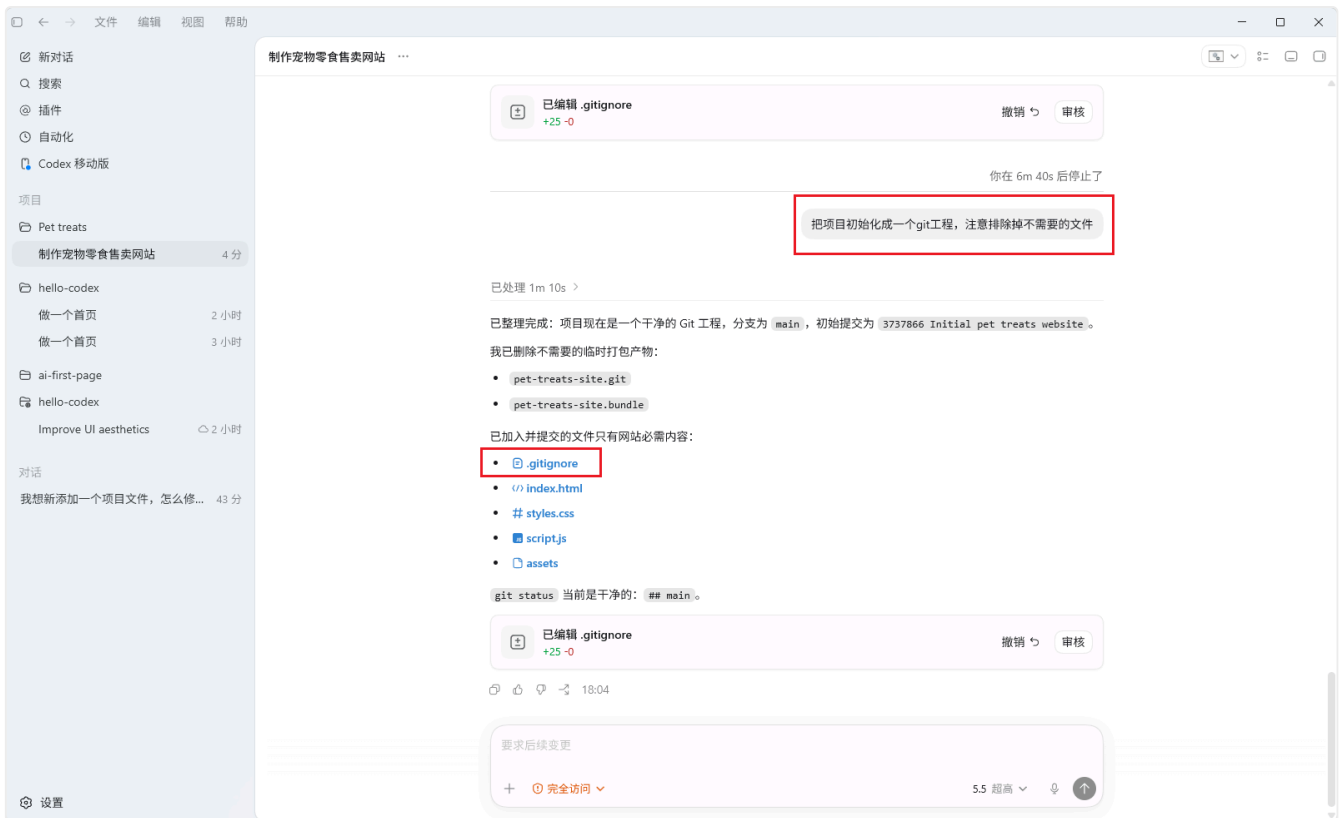 文件 编辑 视图 帮助
新对话
搜索
插件
自动化
Codex 移动版
项目
Pet treats
制作宠物零食售卖网站 4 分
hello-codex
做一个首页 2 小时
做一个首页 3 小时
ai-first-page
hello-codex
Improve UI aesthetics 2 小时
对话
我想新添加一个项目文件，怎么修... 43 分
设置
制作宠物零食售卖网站 ...
已编辑 .gitignore
+25 -0
撤销 审核
你在 6m 40s 后停止了
把项目初始化成一个git工程，注意排除掉不需要的文件
已处理 1m 10s
已整理完成：项目现在是一个干净的 Git 工程，分支为 main，初始提交为 3737866 Initial pet treats website。
我已删除不需要的临时打包产物：
• pet-treats-site.git
• pet-treats-site.bundle
已加入并提交的文件只有网站必需内容：
• .gitignore
• index.html
• styles.css
• script.js
• assets
git status 当前是干净的：## main。
已编辑 .gitignore
+25 -0
撤销 审核
18:04
要求后续变更
完全访问 5.5 超高